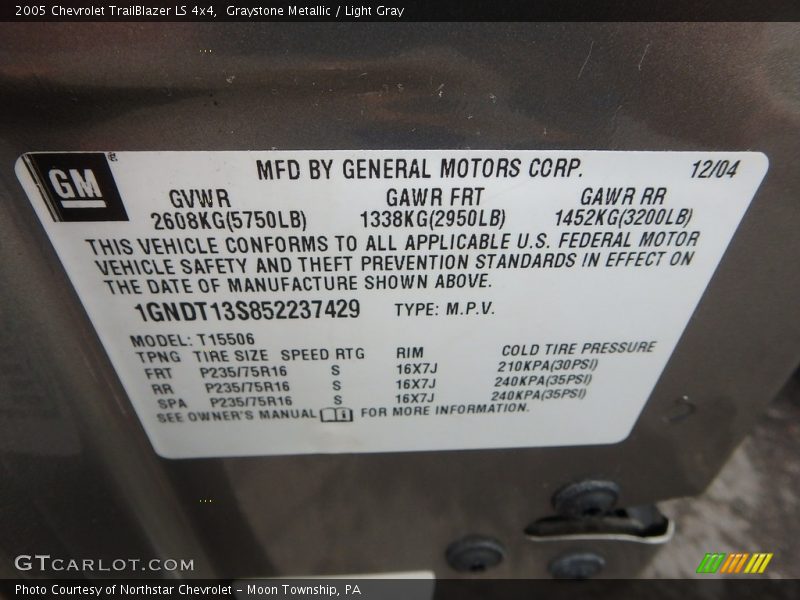 2005 Chevrolet TrailBlazer LS 4x4,  Graystone Metallic / Light Gray
GM® MFD BY GENERAL MOTORS CORP. 12/04
GVWR GAWR FRT GAWR RR
2608KG(5750LB) 1338KG(2950LB) 1452KG(3200LB)
THIS VEHICLE CONFORMS TO ALL APPLICABLE U.S. FEDERAL MOTOR
VEHICLE SAFETY AND THEFT PREVENTION STANDARDS IN EFFECT ON
THE DATE OF MANUFACTURE SHOWN ABOVE.
1GNDT13S852237429 TYPE: M.P.V.
MODEL: T15506
TPNG TIRE SIZE SPEED RTG RIM COLD TIRE PRESSURE
FRT P235/75R16 S 16X7J 210KPA(30PSI)
RR P235/75R16 S 16X7J 240KPA(35PSI)
SPA P235/75R16 S 16X7J 240KPA(35PSI)
SEE OWNER'S MANUAL FOR MORE INFORMATION.
GTCARLOT.COM
Photo Courtesy of Northstar Chevrolet – Moon Township, PA